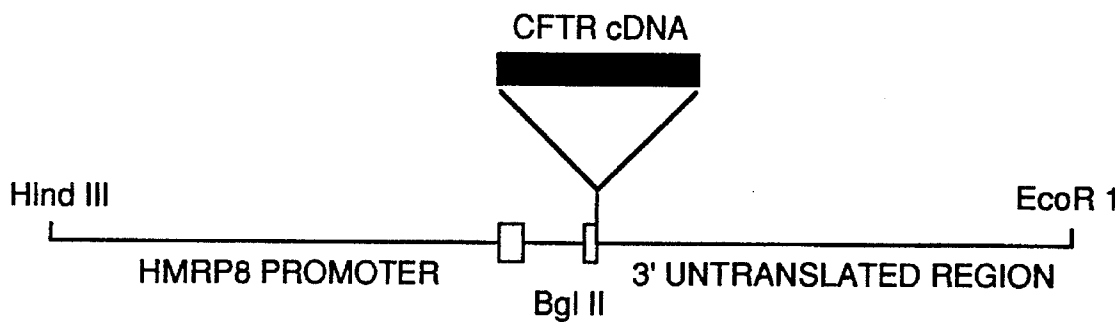 CFTR cDNA
Hind III
EcoR 1
HMRP8 PROMOTER
3' UNTRANSLATED REGION
Bgl II